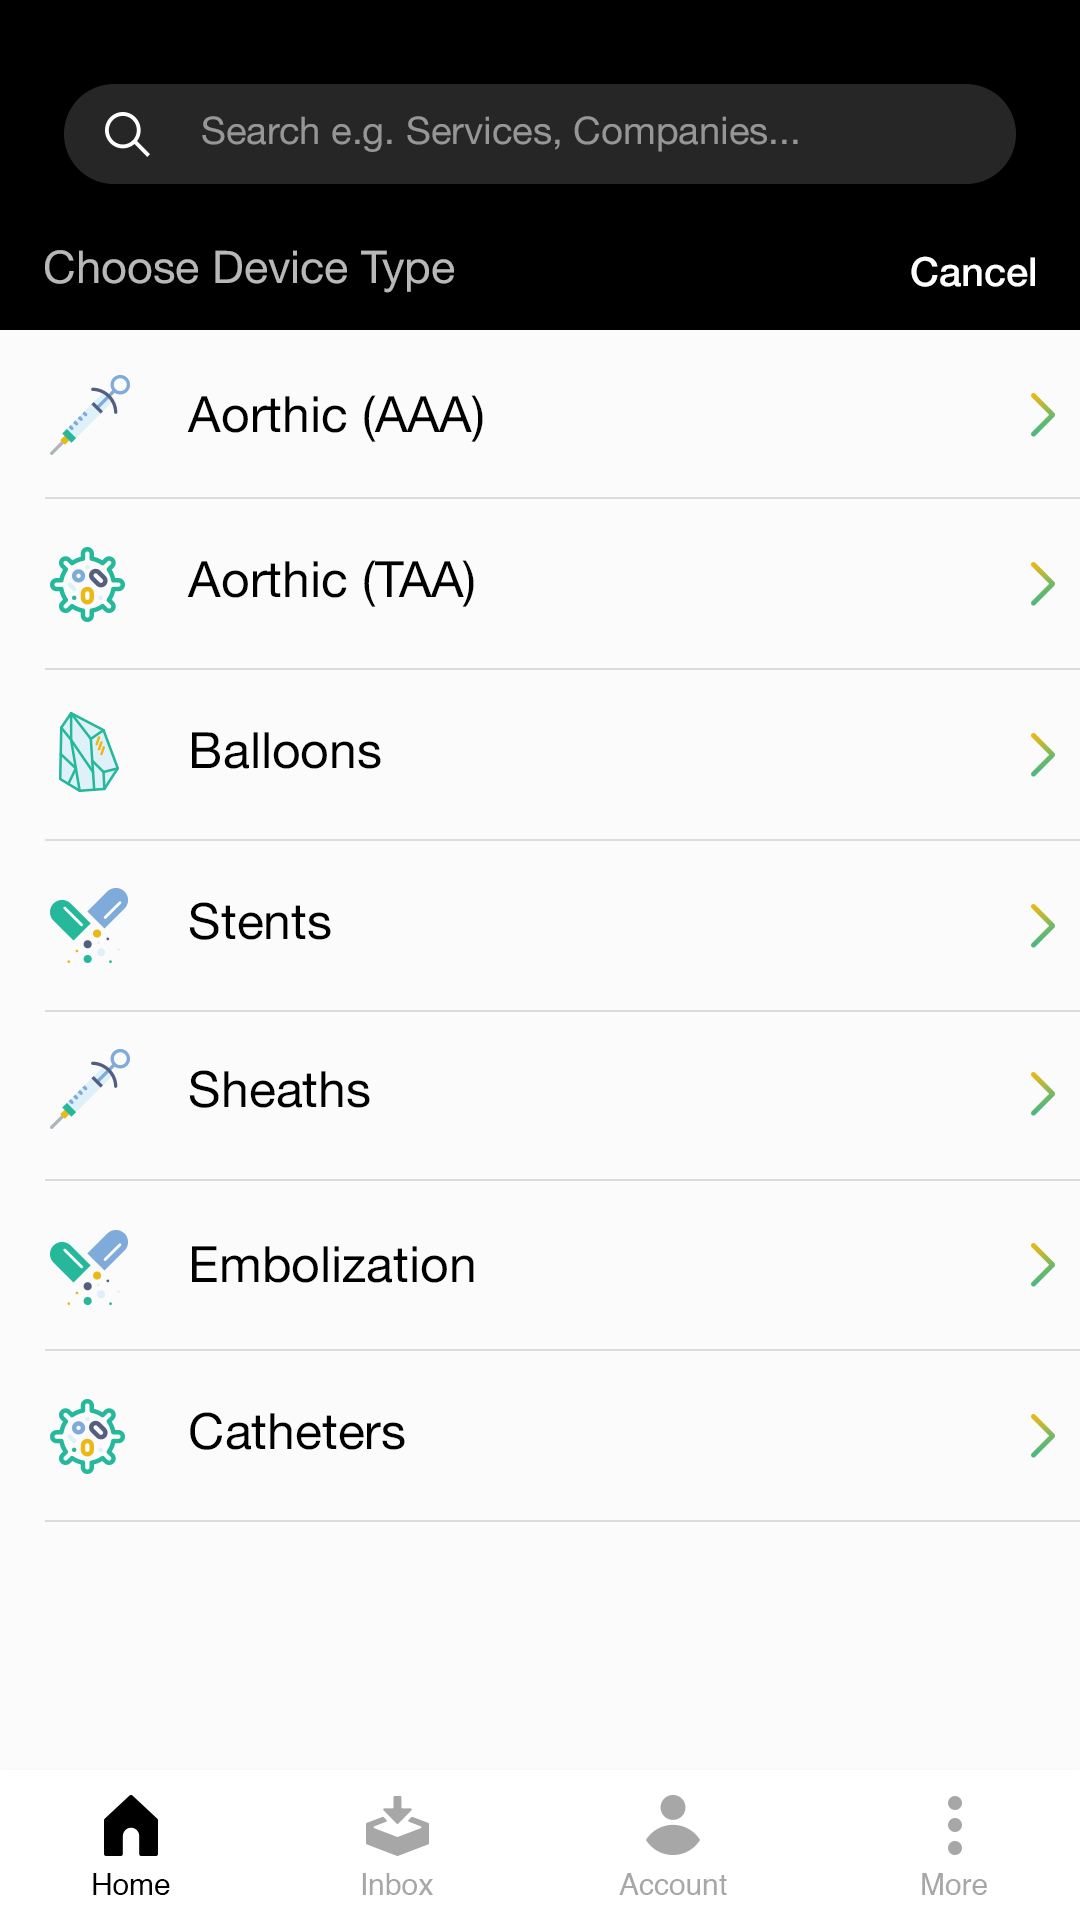 Search e.g. Services, Companies...
Choose Device Type
Cancel
Aorthic (AAA)
Aorthic (TAA)
Balloons
Stents
Sheaths
Embolization
Catheters
Home
Inbox
Account
More